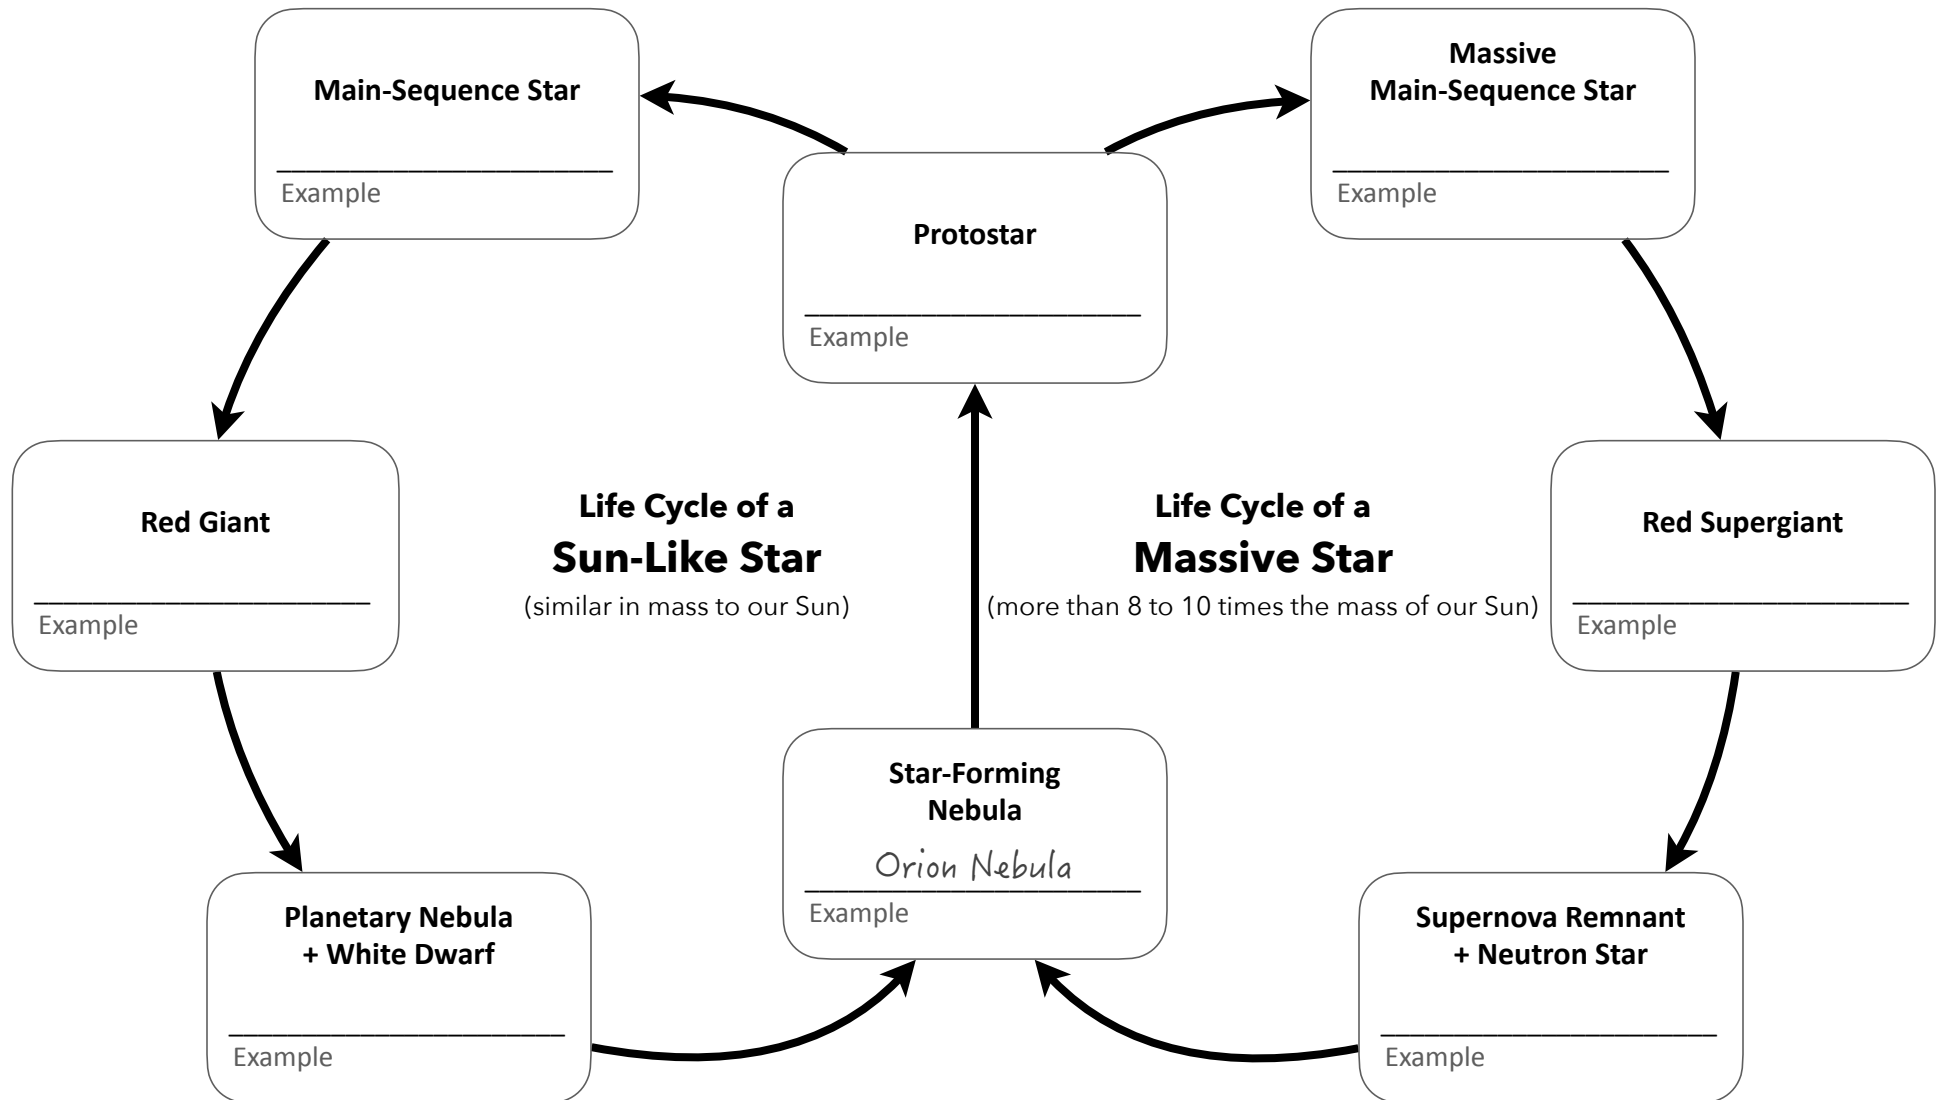 Main-Sequence Star
Example
Massive
Main-Sequence Star
Example
Protostar
Example
Red Giant
Example
Life Cycle of a
Sun-Like Star
(similar in mass to our Sun)
Life Cycle of a
Massive Star
(more than 8 to 10 times the mass of our Sun)
Red Supergiant
Example
Star-Forming
Nebula
Orion Nebula
Example
Planetary Nebula
+ White Dwarf
Example
Supernova Remnant
+ Neutron Star
Example